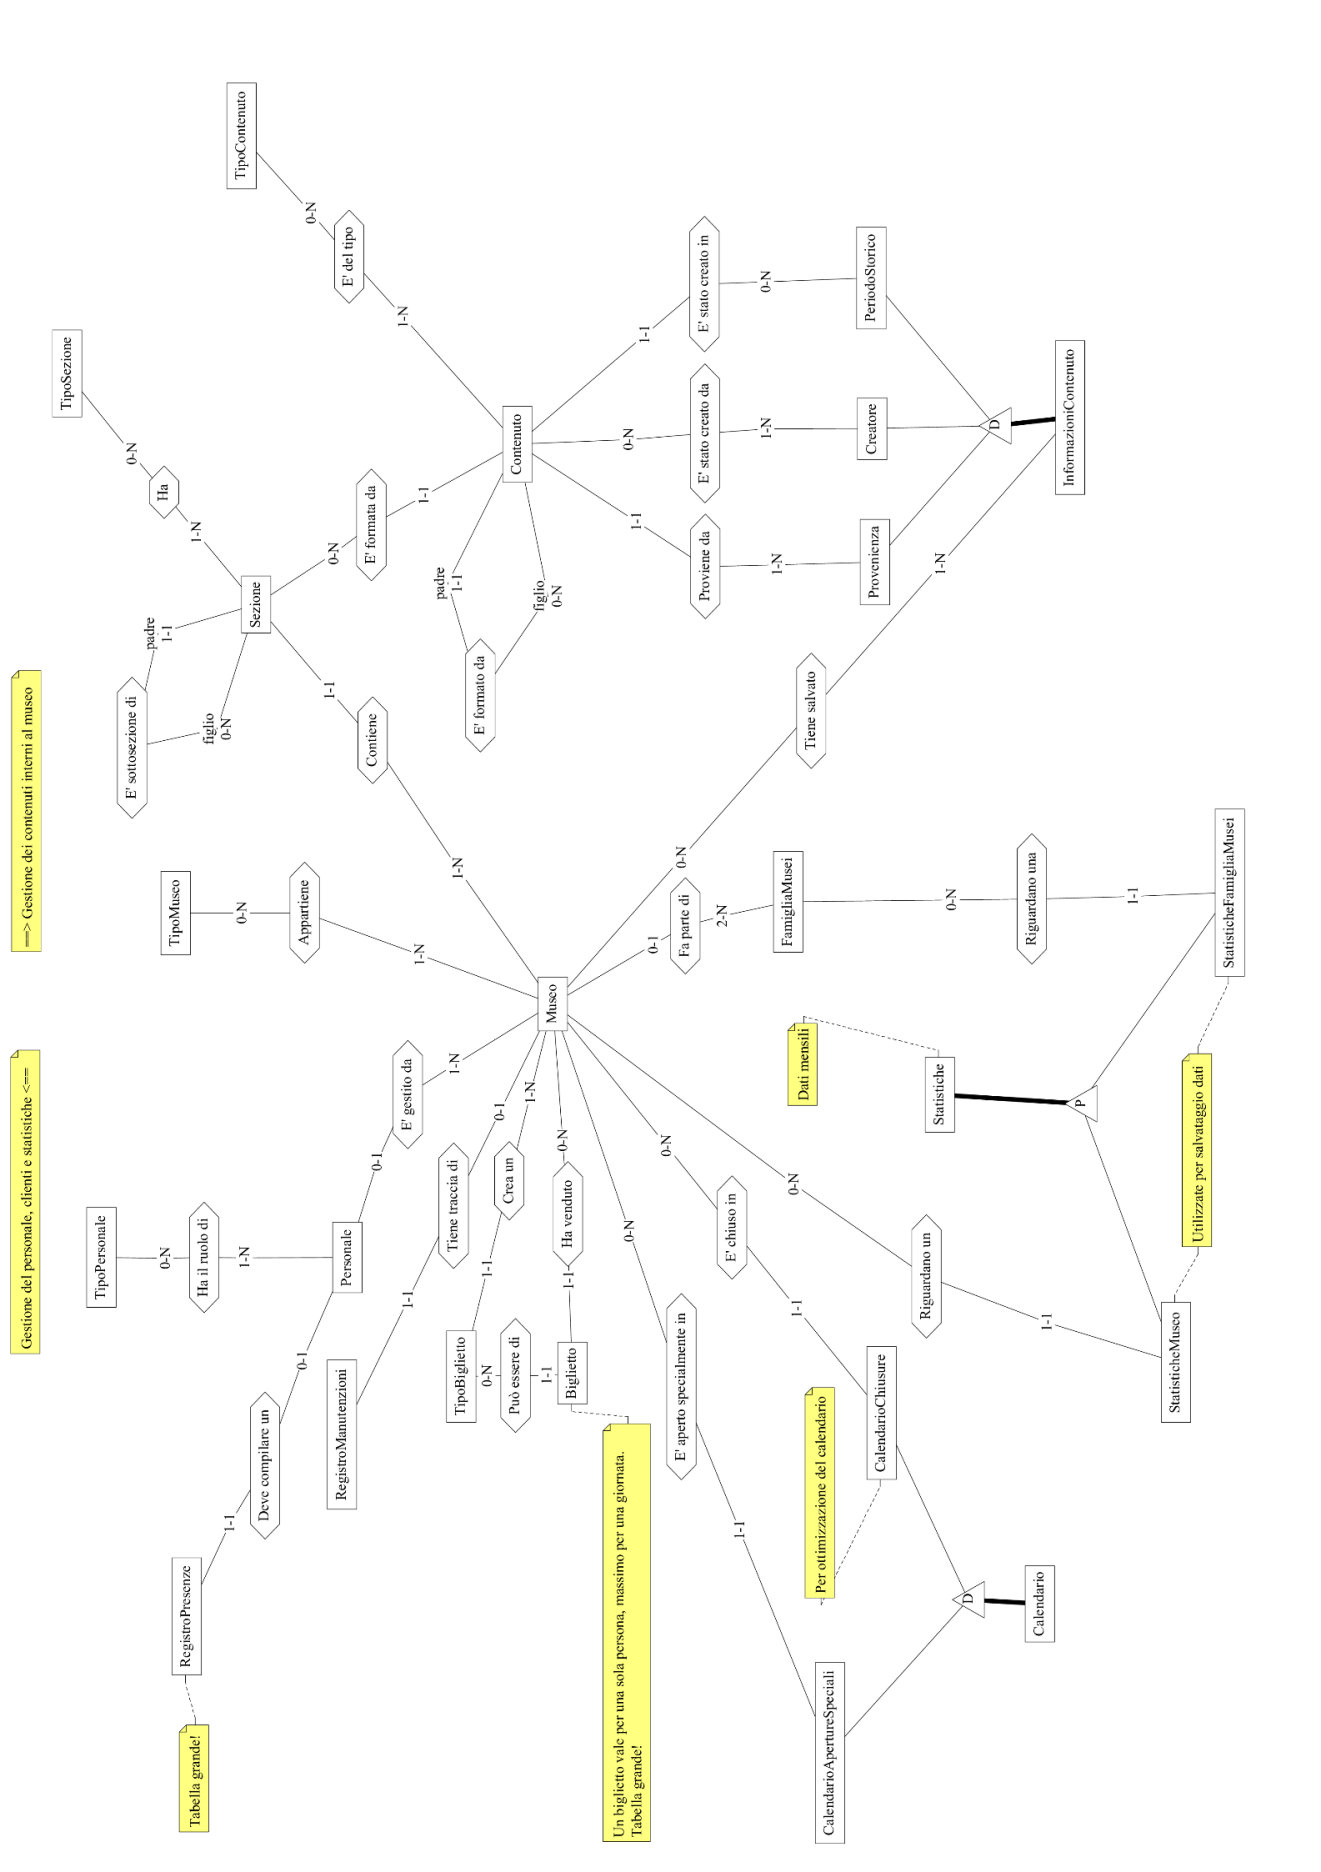 Gestione del personale, clienti e statistiche <==
==> Gestione dei contenuti interni al museo
TipoSezione
TipoPersonale
0-N
Ha
0-N
E' sottosezione di
padre
1-1
1-N
Ha il ruolo di
TipoMuseo
figlio
0-N
Sezione
TipoContenuto
Tabella grande!
RegistroPresenze
1-1
Deve compilare un
0-1
1-N
Personale
0-N
Appartiene
1-1
0-N
0-N
E' del tipo
RegistroManutenzioni
0-1
E' gestito da
1-N
Contiene
E' formata da
1-N
1-1
1-1
Tiene traccia di
1-N
1-N
padre
1-1
TipoBiglietto
0-N
1-1
0-1
Crea un
1-N
E' formato da
Può essere di
1-1
Biglietto
1-1
Ha venduto
0-N
Museo
figlio
0-N
Contenuto
Un biglietto vale per una sola persona, massimo per una giornata.
Tabella grande!
0-N
0-N
0-1
1-1
0-N
1-1
E' aperto specialmente in
E' chiuso in
Fa parte di
0-N
Proviene da
E' stato creato da
E' stato creato in
1-1
1-1
0-N
2-N
1-N
1-N
0-N
Dati mensili
FamigliaMusei
Tiene salvato
Per ottimizzazione del calendario
CalendarioApertureSpeciali
CalendarioChiusure
Riguardano un
Statistiche
0-N
1-N
Provenienza
Creatore
PeriodoStorico
D
Calendario
1-1
Riguardano una
D
InformazioniContenuto
P
1-1
StatisticheMuseo
Utilizzate per salvataggio dati
StatisticheFamigliaMusei